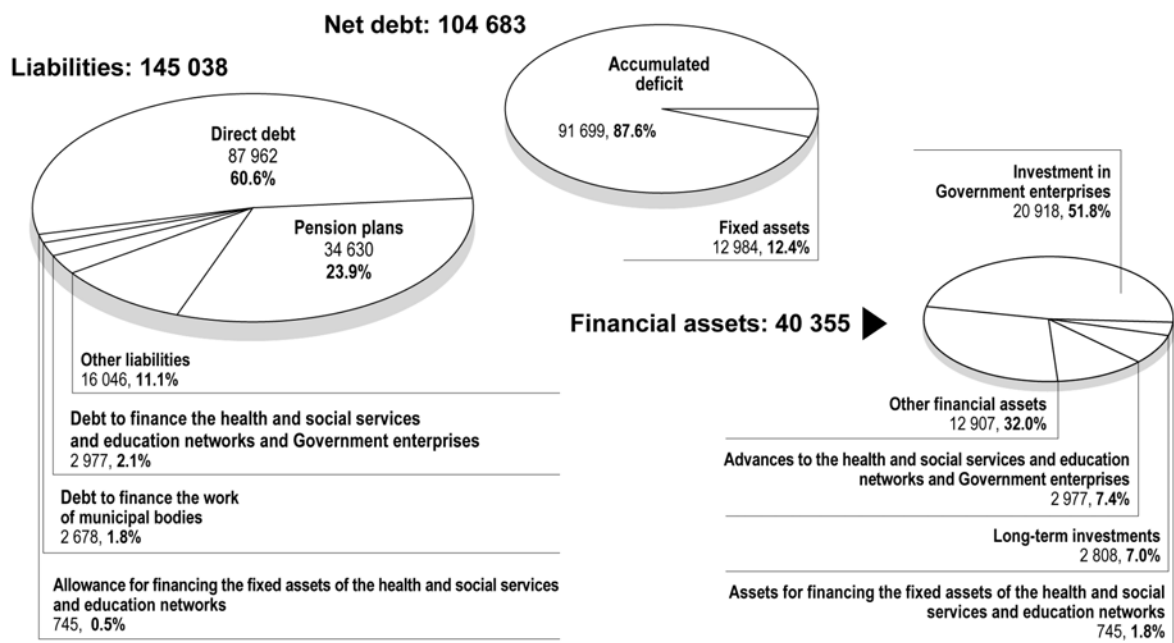 Net debt: 104 683
Accumulated
deficit
91 699, 87.6%
Fixed assets
12 984, 12.4%
Liabilities: 145 038
Direct debt
87 962
60.6%
Pension plans
34 630
23.9%
Other liabilities
16 046, 11.1%
Debt to finance the health and social services
and education networks and Government enterprises
2 977, 2.1%
Debt to finance the work
of municipal bodies
2 678, 1.8%
Allowance for financing the fixed assets of the health and social services
and education networks
745, 0.5%
Financial assets: 40 355
Investment in
Government enterprises
20 918, 51.8%
Other financial assets
12 907, 32.0%
Advances to the health and social services and education
networks and Government enterprises
2 977, 7.4%
Long-term investments
2 808, 7.0%
Assets for financing the fixed assets of the health and social
services and education networks
745, 1.8%